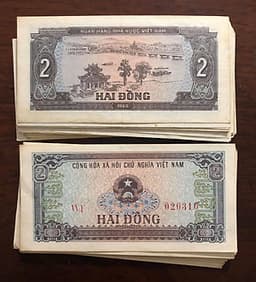 NGÂN HÀNG NHÀ NƯỚC VIỆT NAM
2 2
HAI ĐỒNG
1980
CỘNG HÒA XÃ HỘI CHỦ NGHĨA VIỆT NAM
2
HAI ĐỒNG
020310